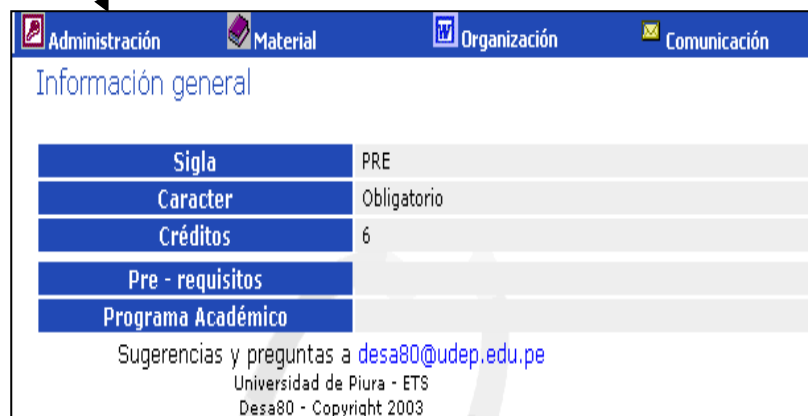 Administración Material Organización Comunicación
Información general
Sigla PRE
Caracter Obligatorio
Créditos 6
Pre - requisitos
Programa Académico
Sugerencias y preguntas a desa80@udep.edu.pe
Universidad de Piura - ETS
Desa80 - Copyright 2003